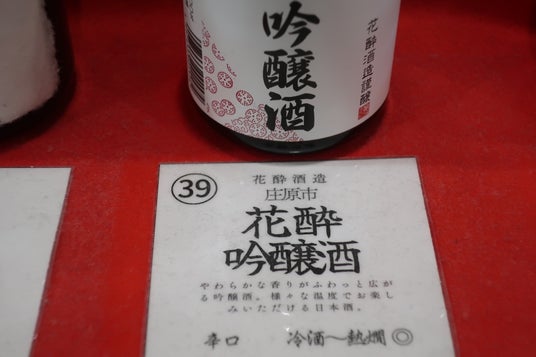 吟醸酒
花酔酒造謹醸
39
花酔酒造
庄原市
花酔
吟醸酒
やわらかな香りがふわっと広が
る吟醸酒。様々な温度でお楽し
みいただける日本酒。
辛口 冷酒〜熱燗◎